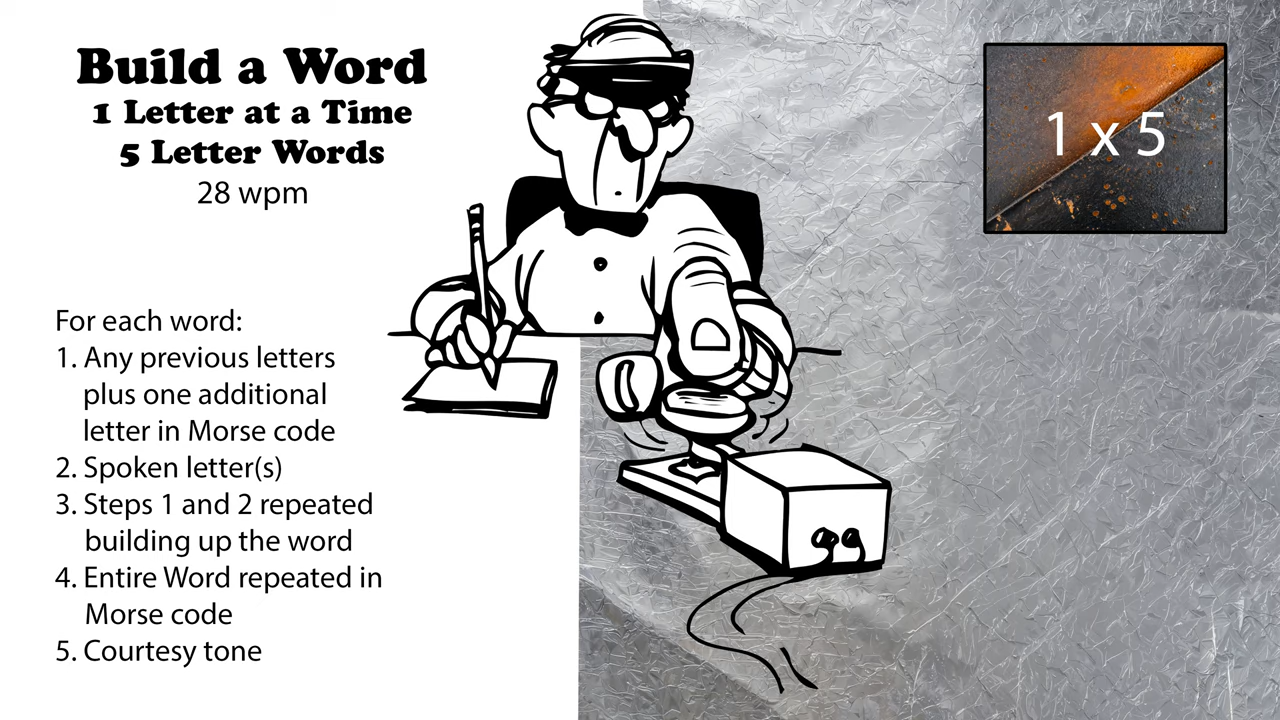 Build a Word
1 Letter at a Time
5 Letter Words
28 wpm
1 x 5
For each word:
1. Any previous letters
plus one additional
letter in Morse code
2. Spoken letter(s)
3. Steps 1 and 2 repeated
building up the word
4. Entire Word repeated in
Morse code
5. Courtesy tone